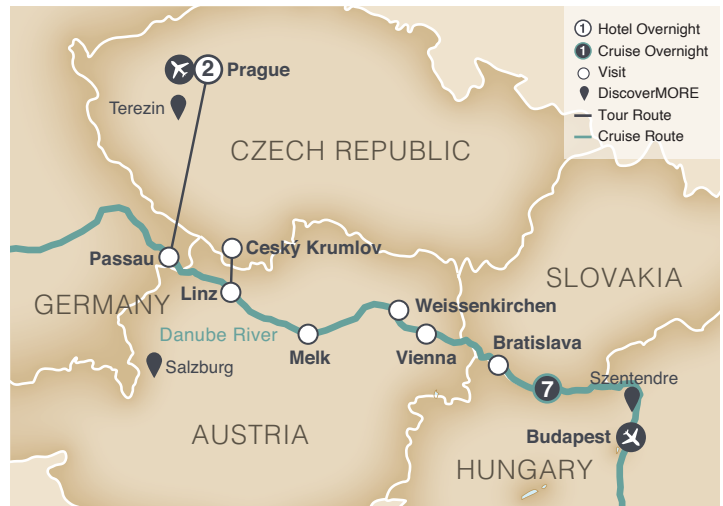 1 Hotel Overnight
1 Cruise Overnight
Visit
DiscoverMORE
Tour Route
Cruise Route
2 Prague
Terezin
CZECH REPUBLIC
Český Krumlov
Passau
SLOVAKIA
Linz
GERMANY
Weissenkirchen
Danube River
Melk
Vienna
Bratislava
Salzburg
7
Szentendre
AUSTRIA
Budapest
HUNGARY